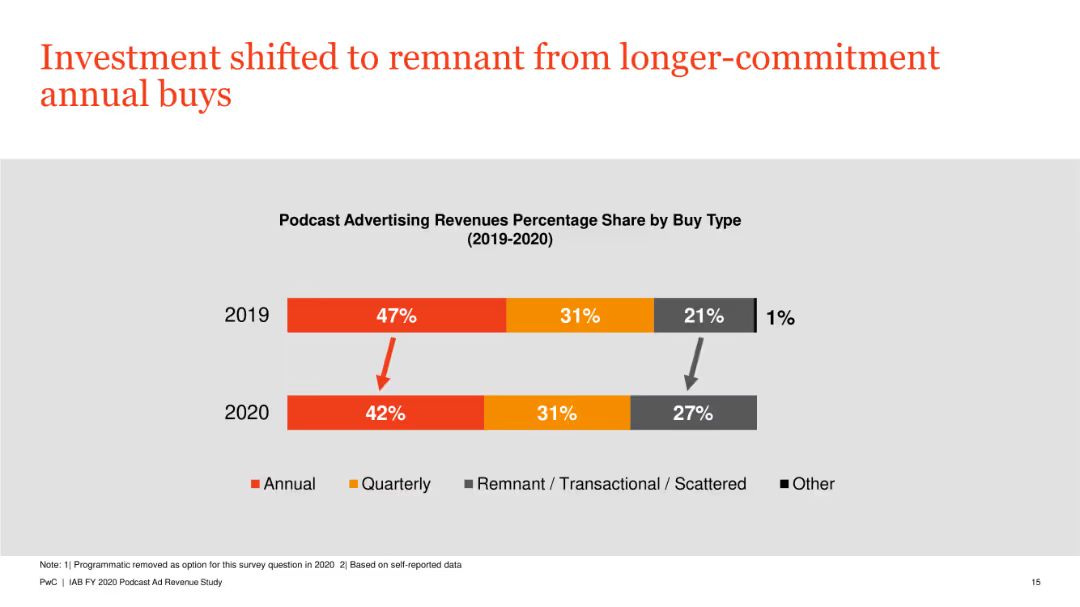 Investment shifted to remnant from longer-commitment
annual buys
Podcast Advertising Revenues Percentage Share by Buy Type
(2019-2020)
2019 47% 31% 21% 1%
2020 42% 31% 27%
Annual Quarterly Remnant / Transactional / Scattered Other
Note: 1| Programmatic removed as option for this survey question in 2020 2| Based on self-reported data
PwC | IAB FY 2020 Podcast Ad Revenue Study 15